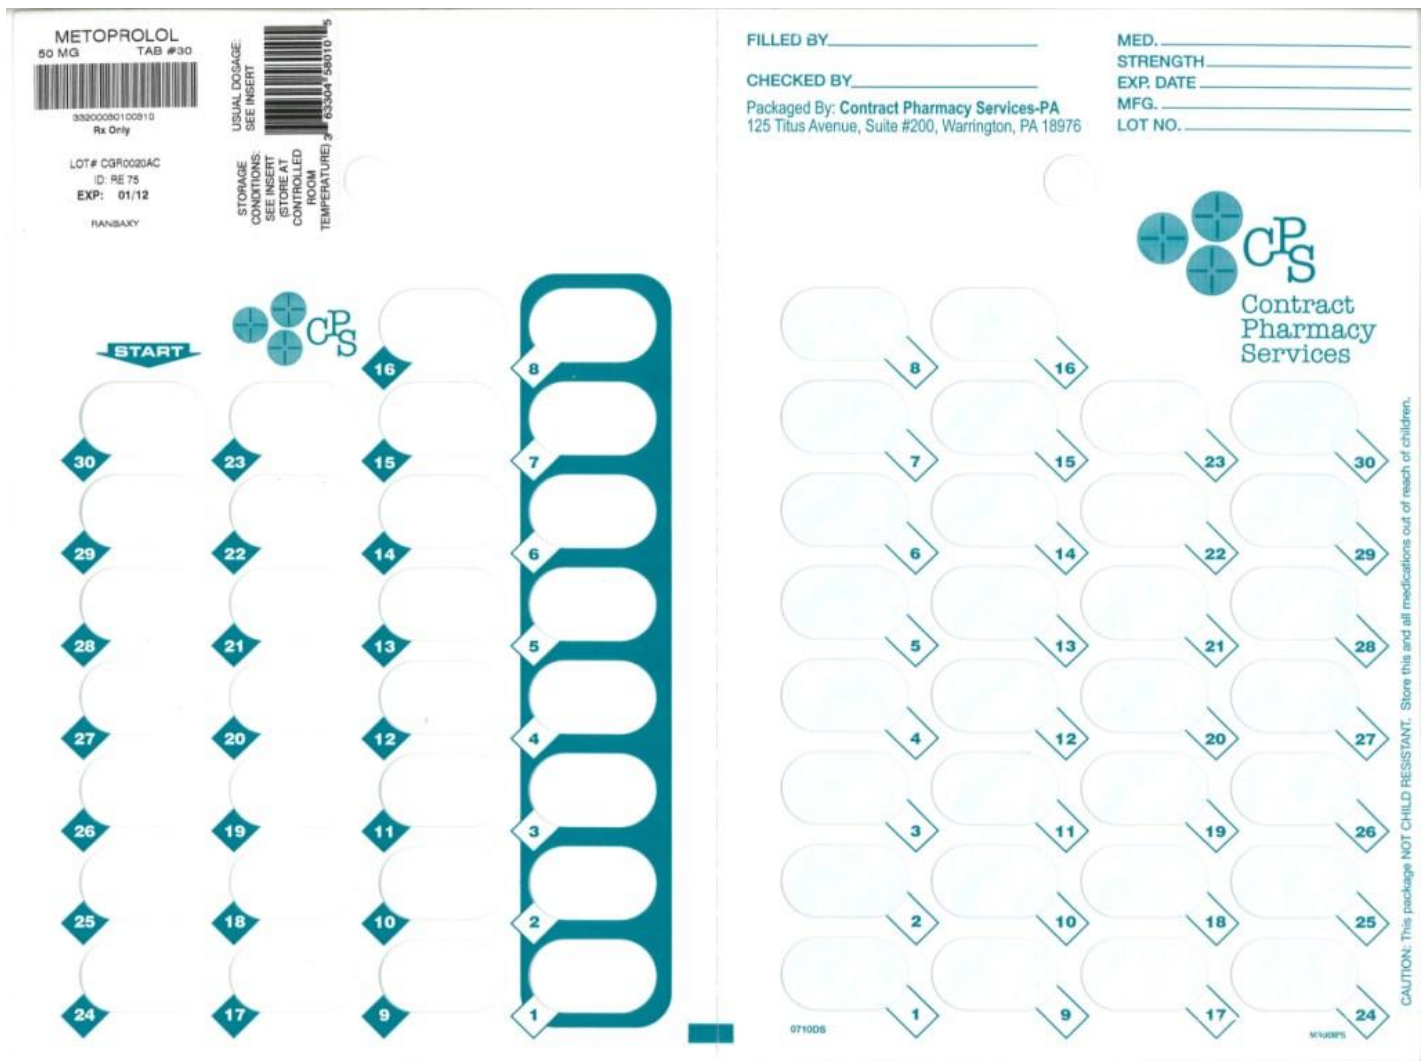 METOPROLOL
50 MG TAB #30
33200030100310
Rx Only
LOT# CGR0020AC
ID: RE 75
EXP: 01/12
RANBAXY
USUAL DOSAGE:
SEE INSERT
3 63304 58010 5
STORAGE
CONDITIONS:
SEE INSERT
(STORE AT
CONTROLLED
ROOM
TEMPERATURE)
START
CPS
16 8
30 23 15 7
29 22 14 6
28 21 13 5
27 20 12 4
26 19 11 3
25 18 10 2
24 17 9 1
FILLED BY
CHECKED BY
Packaged By: Contract Pharmacy Services-PA
125 Titus Avenue, Suite #200, Warrington, PA 18976
MED.
STRENGTH
EXP. DATE
MFG.
LOT NO.
CPS
Contract
Pharmacy
Services
8 16
7 15 23 30
6 14 22 29
5 13 21 28
4 12 20 27
3 11 19 26
2 10 18 25
1 9 17 24
0710DS
CAUTION: This package NOT CHILD RESISTANT. Store this and all medications out of reach of children.